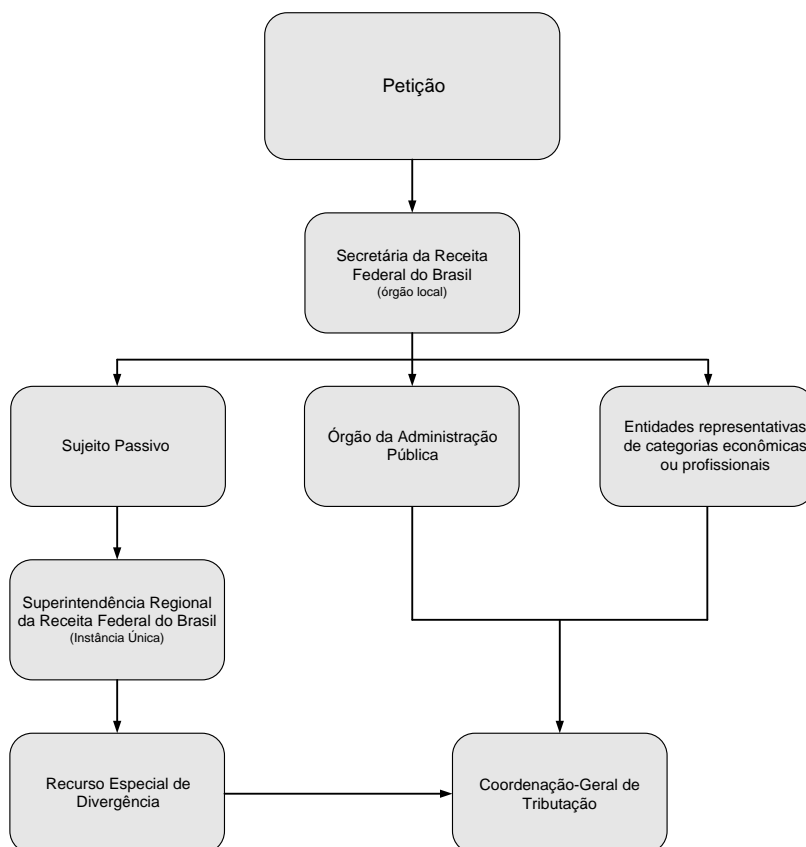 Petição
Secretária da Receita
Federal do Brasil
(órgão local)
Sujeito Passivo
Órgão da Administração
Pública
Entidades representativas
de categorias econômicas
ou profissionais
Superintendência Regional
da Receita Federal do Brasil
(Instância Única)
Recurso Especial de
Divergência
Coordenação-Geral de
Tributação